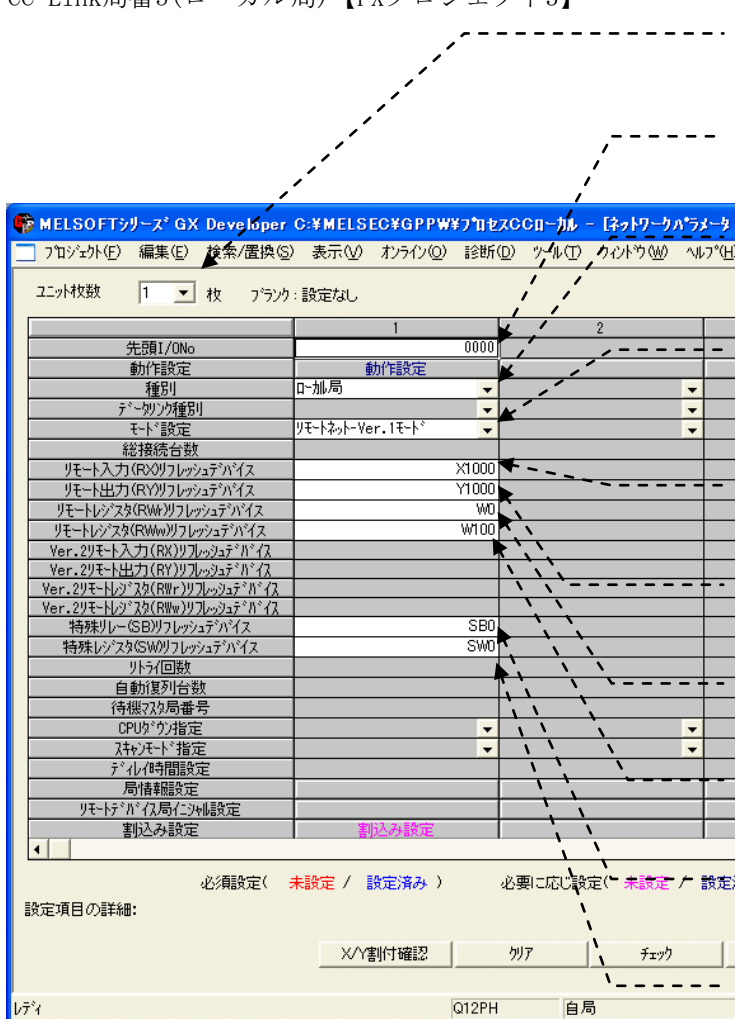 CC-Link局番3(ローカル局)【PXプロジェクト3】
MELSOFTシリーズ GX Developer C:¥MELSEC¥GPPW¥プロセスCCローカル - [ネットワークパラメータ
プロジェクト(F) 編集(E) 検索/置換(S) 表示(V) オンライン(O) 診断(D) ツール(T) ウィンドウ(W) ヘルプ(H)
ユニット枚数 1 枚 ブランク:設定なし
1 2
先頭I/ONo 0000
動作設定 動作設定
種別 ローカル局
データリンク種別
モード設定 リモートネット-Ver.1モード
総接続台数
リモート入力(RX)リフレッシュデバイス X1000
リモート出力(RY)リフレッシュデバイス Y1000
リモートレジスタ(RWr)リフレッシュデバイス W0
リモートレジスタ(RWw)リフレッシュデバイス W100
Ver.2リモート入力(RX)リフレッシュデバイス
Ver.2リモート出力(RY)リフレッシュデバイス
Ver.2リモートレジスタ(RWr)リフレッシュデバイス
Ver.2リモートレジスタ(RWw)リフレッシュデバイス
特殊リレー(SB)リフレッシュデバイス SB0
特殊レジスタ(SW)リフレッシュデバイス SW0
リトライ回数
自動復列台数
待機マスタ局番号
CPUダウン指定
スキャンモード指定
ディレイ時間設定
局情報設定
リモートデバイス局イニシャル設定
割込み設定 割込み設定
必須設定( 未設定 / 設定済み ) 必要に応じ設定( 未設定 / 設定済
設定項目の詳細:
X/Y割付確認 クリア チェック
レディ Q12PH 自局